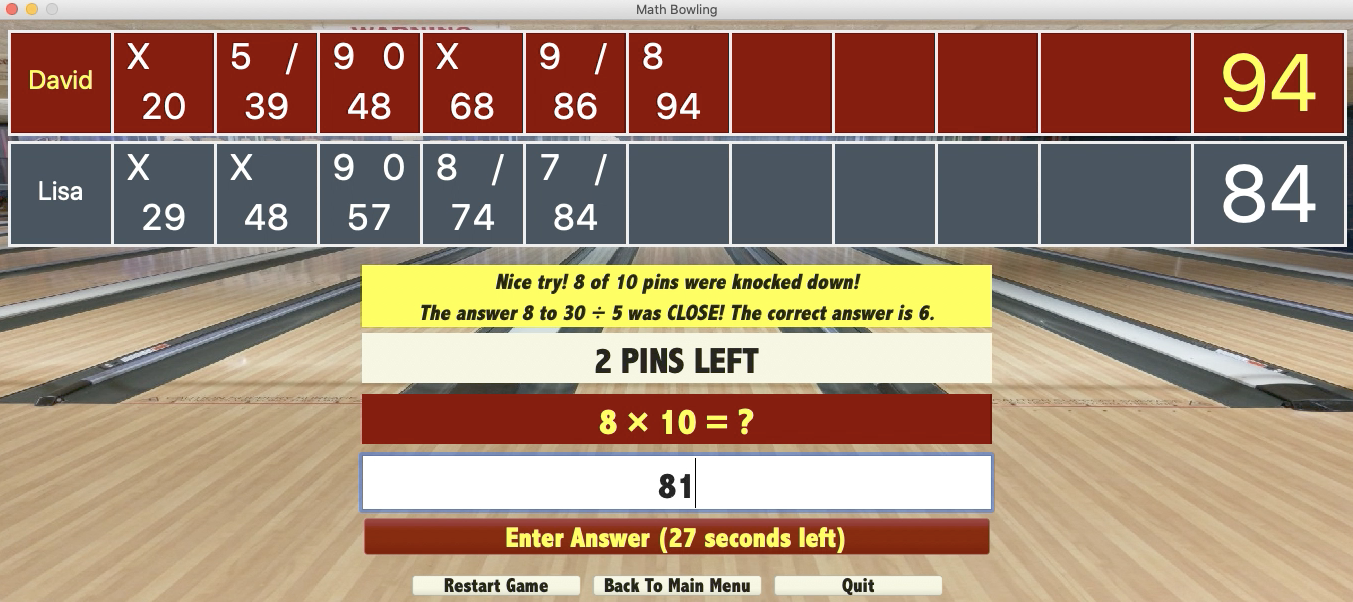 Math Bowling
WARNING
David X 5 / 9 0 X 9 / 8 94
20 39 48 68 86 94
Lisa X X 9 0 8 / 7 / 84
29 48 57 74 84
Nice try! 8 of 10 pins were knocked down!
The answer 8 to 30 ÷ 5 was CLOSE! The correct answer is 6.
2 PINS LEFT
8 × 10 = ?
81
Enter Answer (27 seconds left)
Restart Game Back To Main Menu Quit